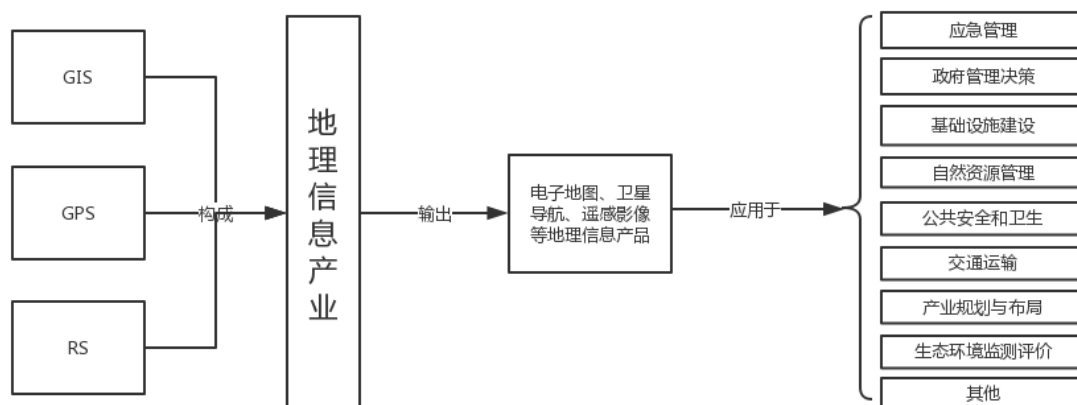 GIS
GPS
RS
构成
地理信息产业
输出
电子地图、卫星
导航、遥感影像
等地理信息产品
应用于
应急管理
政府管理决策
基础设施建设
自然资源管理
公共安全和卫生
交通运输
产业规划与布局
生态环境监测评价
其他